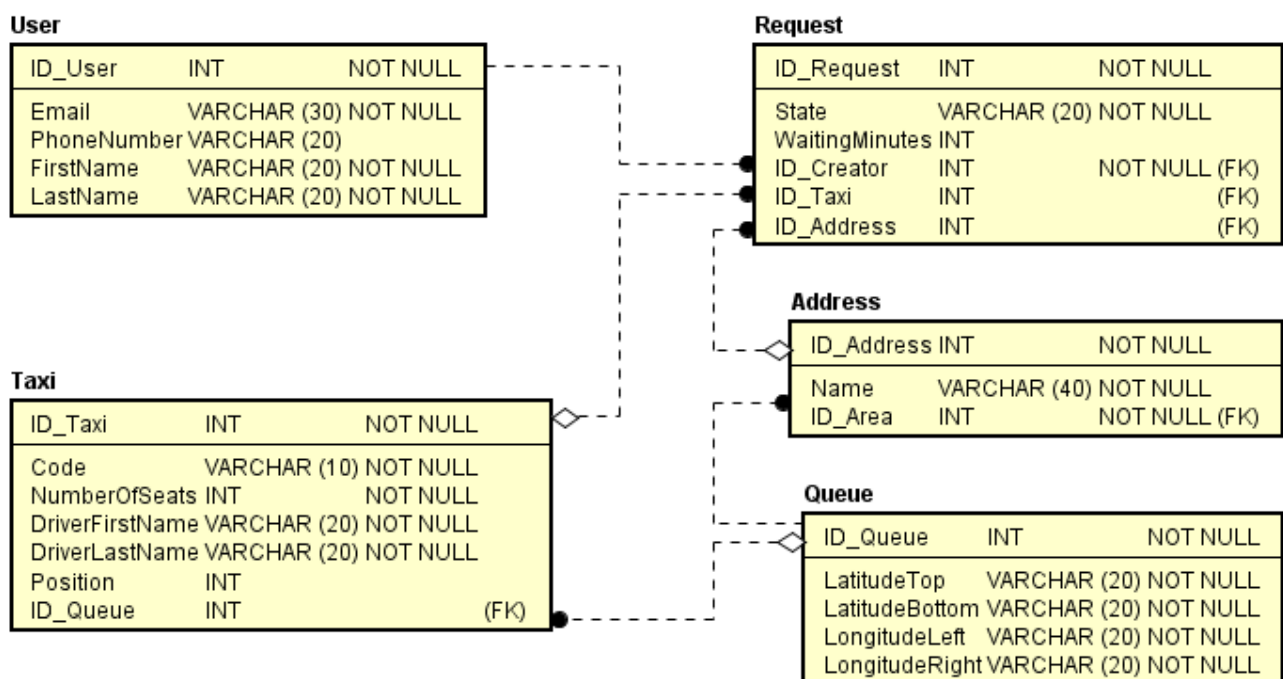 User
ID_User INT NOT NULL
Email VARCHAR (30) NOT NULL
PhoneNumber VARCHAR (20)
FirstName VARCHAR (20) NOT NULL
LastName VARCHAR (20) NOT NULL
Request
ID_Request INT NOT NULL
State VARCHAR (20) NOT NULL
WaitingMinutes INT
ID_Creator INT NOT NULL (FK)
ID_Taxi INT (FK)
ID_Address INT (FK)
Address
ID_Address INT NOT NULL
Name VARCHAR (40) NOT NULL
ID_Area INT NOT NULL (FK)
Taxi
ID_Taxi INT NOT NULL
Code VARCHAR (10) NOT NULL
NumberOfSeats INT NOT NULL
DriverFirstName VARCHAR (20) NOT NULL
DriverLastName VARCHAR (20) NOT NULL
Position INT
ID_Queue INT (FK)
Queue
ID_Queue INT NOT NULL
LatitudeTop VARCHAR (20) NOT NULL
LatitudeBottom VARCHAR (20) NOT NULL
LongitudeLeft VARCHAR (20) NOT NULL
LongitudeRight VARCHAR (20) NOT NULL